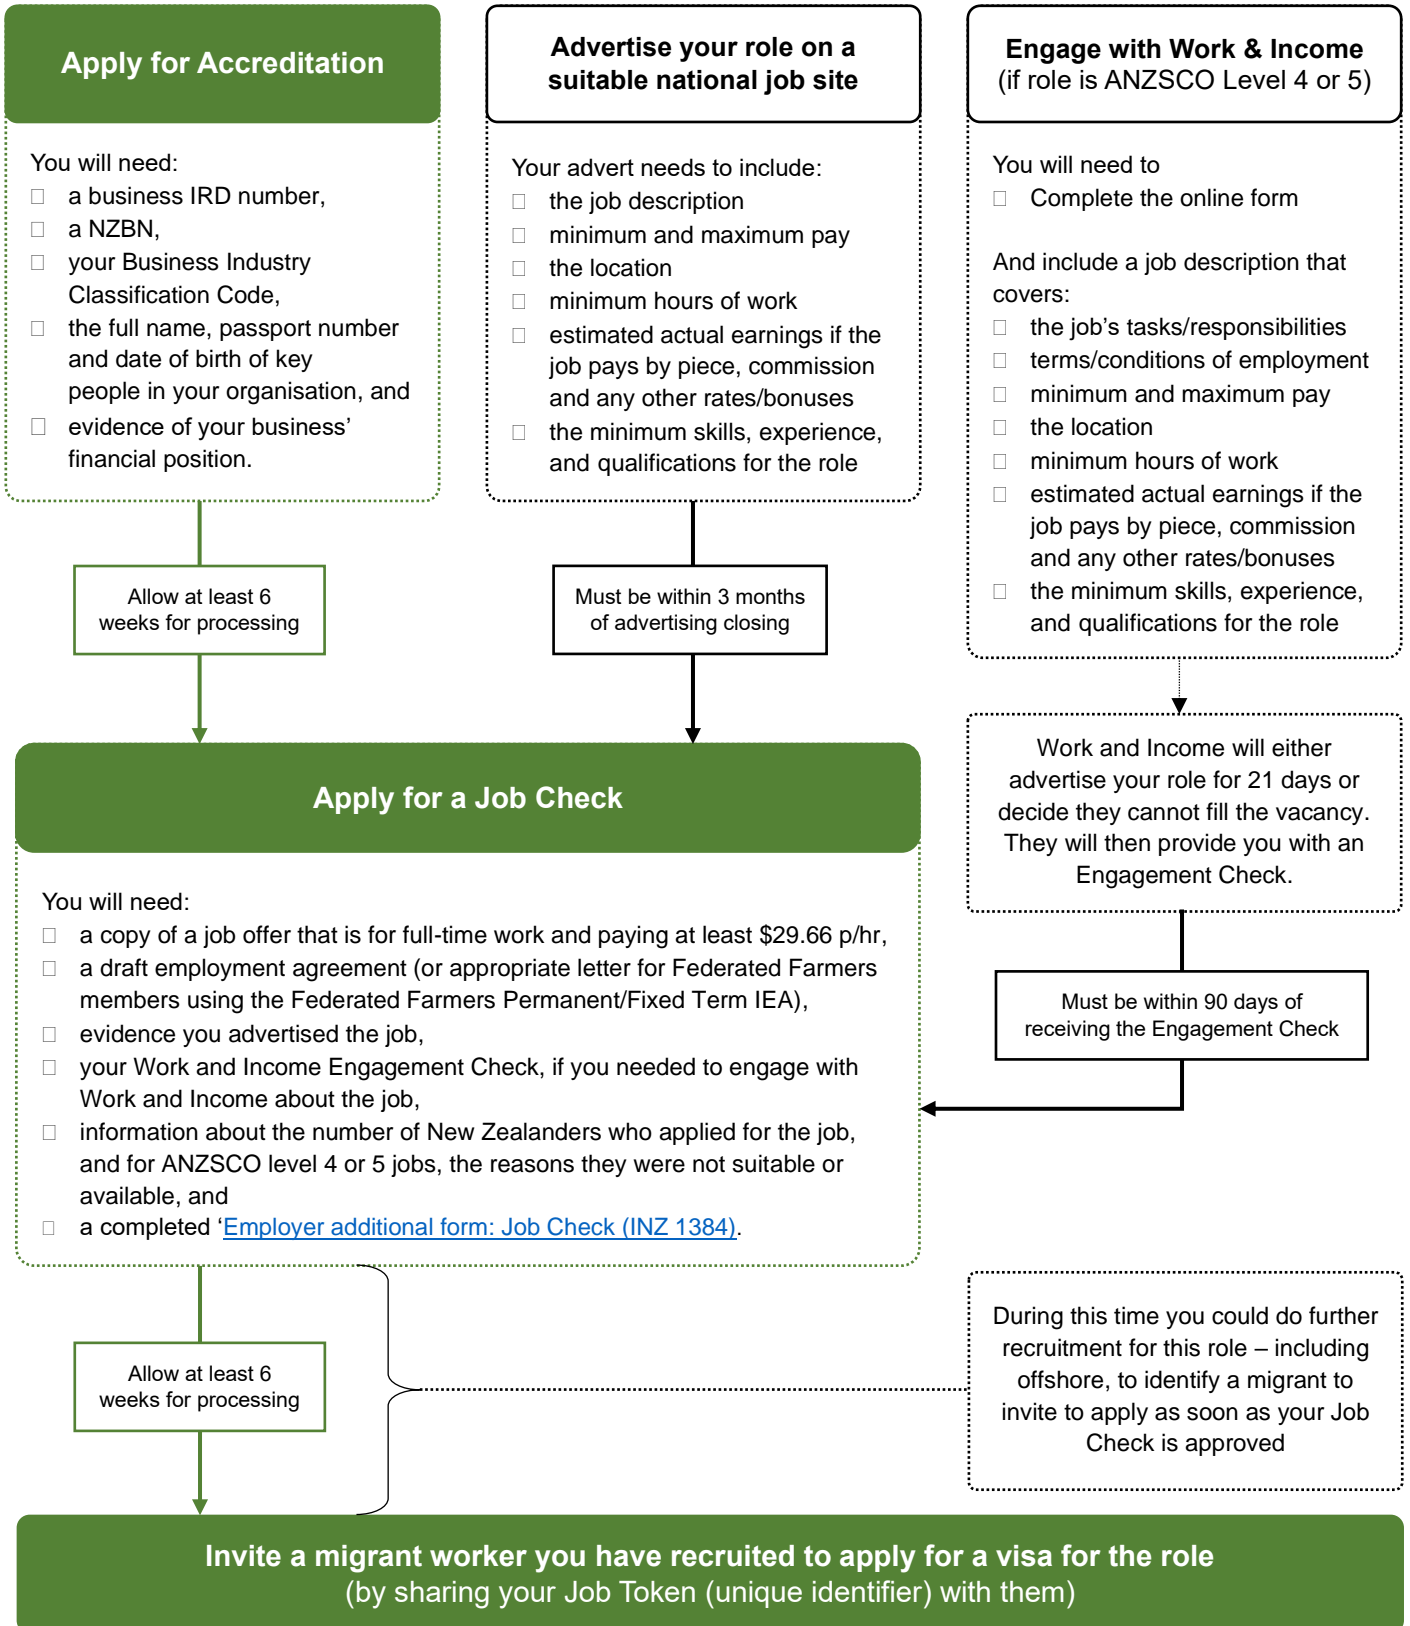 Apply for Accreditation
You will need:
a business IRD number,
a NZBN,
your Business Industry
Classification Code,
the full name, passport number
and date of birth of key
people in your organisation, and
evidence of your business’
financial position.
Allow at least 6
weeks for processing
Advertise your role on a
suitable national job site
Your advert needs to include:
the job description
minimum and maximum pay
the location
minimum hours of work
estimated actual earnings if the
job pays by piece, commission
and any other rates/bonuses
the minimum skills, experience,
and qualifications for the role
Must be within 3 months
of advertising closing
Engage with Work & Income
(if role is ANZSCO Level 4 or 5)
You will need to
Complete the online form
And include a job description that
covers:
the job’s tasks/responsibilities
terms/conditions of employment
minimum and maximum pay
the location
minimum hours of work
estimated actual earnings if the
job pays by piece, commission
and any other rates/bonuses
the minimum skills, experience,
and qualifications for the role
Work and Income will either
advertise your role for 21 days or
decide they cannot fill the vacancy.
They will then provide you with an
Engagement Check.
Must be within 90 days of
receiving the Engagement Check
Apply for a Job Check
You will need:
a copy of a job offer that is for full-time work and paying at least $29.66 p/hr,
a draft employment agreement (or appropriate letter for Federated Farmers
members using the Federated Farmers Permanent/Fixed Term IEA),
evidence you advertised the job,
your Work and Income Engagement Check, if you needed to engage with
Work and Income about the job,
information about the number of New Zealanders who applied for the job,
and for ANZSCO level 4 or 5 jobs, the reasons they were not suitable or
available, and
a completed ‘Employer additional form: Job Check (INZ 1384).
Allow at least 6
weeks for processing
During this time you could do further
recruitment for this role – including
offshore, to identify a migrant to
invite to apply as soon as your Job
Check is approved
Invite a migrant worker you have recruited to apply for a visa for the role
(by sharing your Job Token (unique identifier) with them)